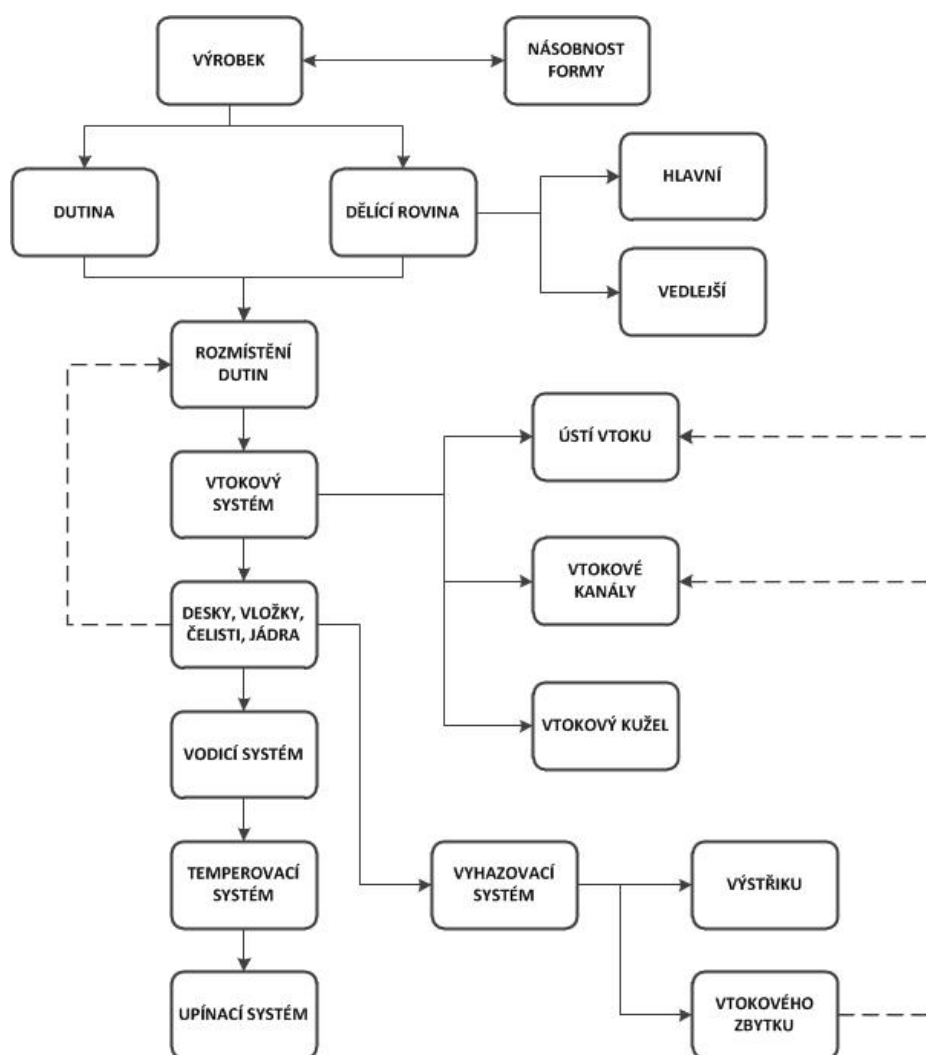 VÝROBEK
NÁSOBNOST
FORMY
DUTINA
DĚLÍCÍ ROVINA
HLAVNÍ
VEDLEJŠÍ
ROZMÍSTĚNÍ
DUTIN
ÚSTÍ VTOKU
VTOKOVÝ
SYSTÉM
VTOKOVÉ
KANÁLY
DESKY, VLOŽKY,
ČELISTI, JÁDRA
VTOKOVÝ KUŽEL
VODICÍ SYSTÉM
TEMPEROVACÍ
SYSTÉM
VYHAZOVACÍ
SYSTÉM
VÝSTŘIKU
UPÍNACÍ SYSTÉM
VTOKOVÉHO
ZBYTKU